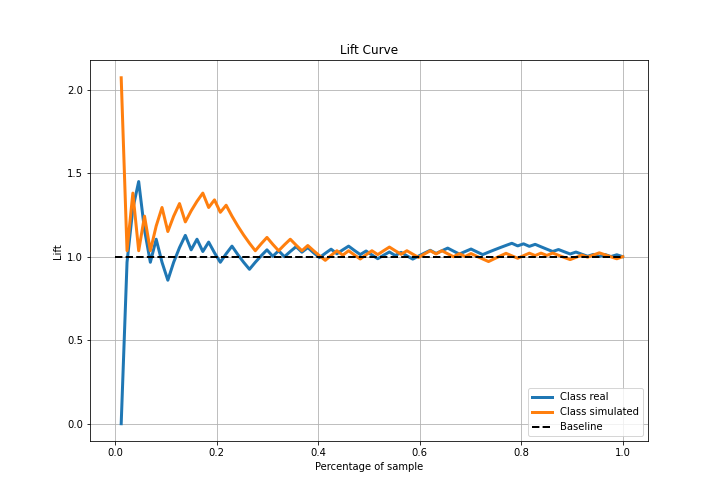 Lift Curve
2.0
1.5
1.0
0.5
0.0
Lift
0.0 0.2 0.4 0.6 0.8 1.0
Percentage of sample
Class real
Class simulated
Baseline